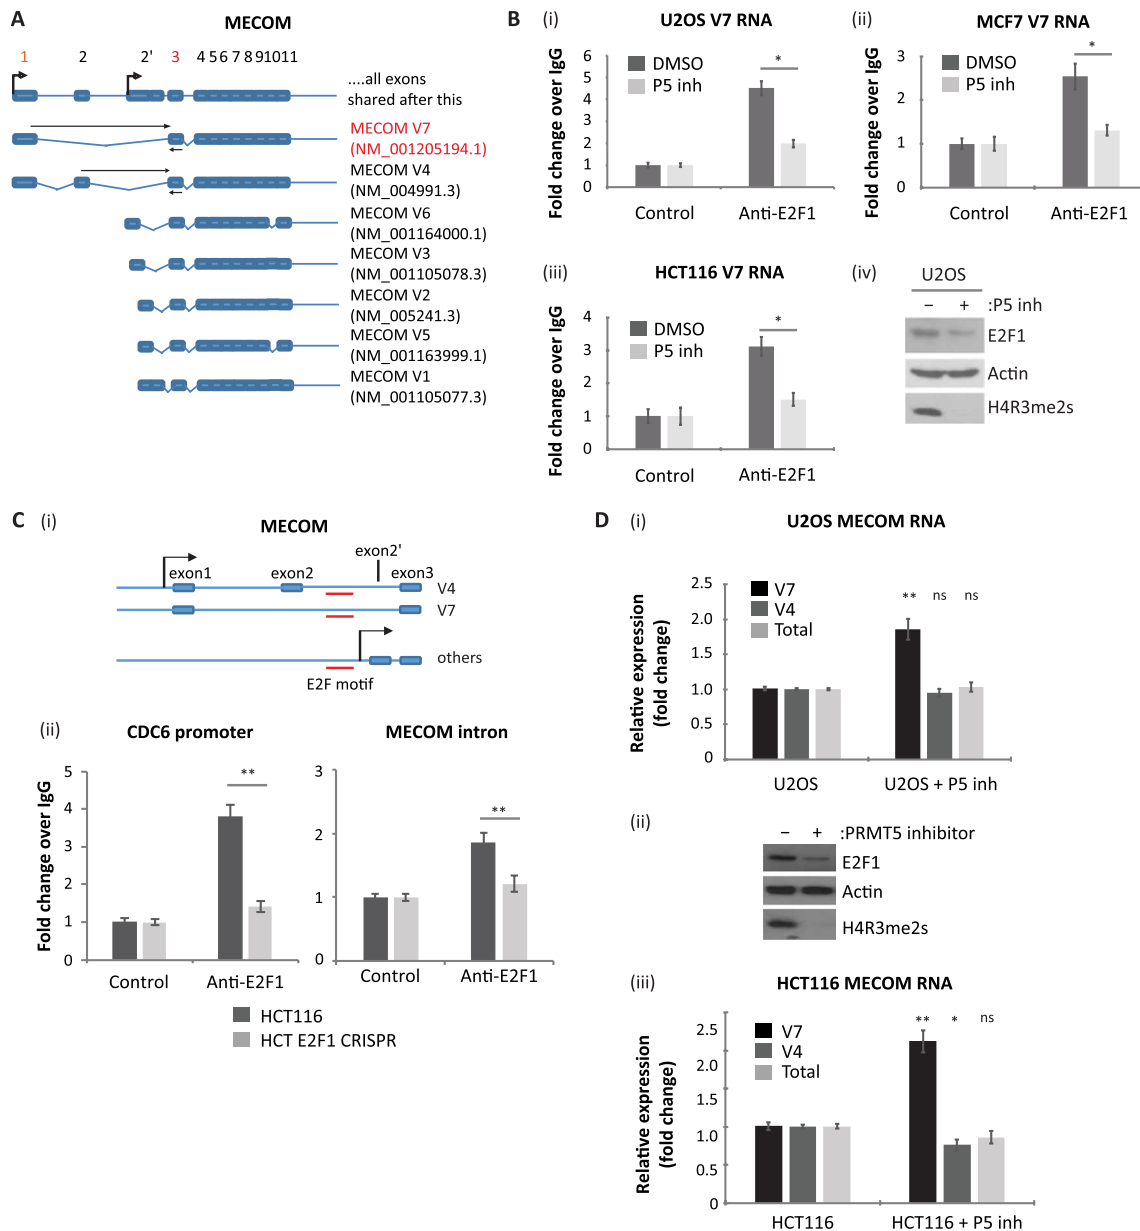 A
MECOM
1 2 2' 3 4 5 6 7 8 9 10 11
....all exons
shared after this
MECOM V7
(NM_001205194.1)
MECOM V4
(NM_004991.3)
MECOM V6
(NM_001164000.1)
MECOM V3
(NM_001105078.3)
MECOM V2
(NM_005241.3)
MECOM V5
(NM_001163999.1)
MECOM V1
(NM_001105077.3)
B (i) U2OS V7 RNA
Fold change over IgG
6
5
4
3
2
1
0
DMSO
P5 inh
*
Control Anti-E2F1
(ii) MCF7 V7 RNA
Fold change over IgG
3
2
1
0
DMSO
P5 inh
*
Control Anti-E2F1
(iii) HCT116 V7 RNA
Fold change over IgG
4
3
2
1
0
DMSO
P5 inh
*
Control Anti-E2F1
(iv)
U2OS
– + :P5 inh
E2F1
Actin
H4R3me2s
C (i) MECOM
exon2'
exon1 exon2 exon3
V4
V7
others
E2F motif
(ii) CDC6 promoter
Fold change over IgG
5
4
3
2
1
0
**
Control Anti-E2F1
MECOM intron
3
2
1
0
**
Control Anti-E2F1
HCT116
HCT E2F1 CRISPR
D (i) U2OS MECOM RNA
Relative expression
(fold change)
2.5
2.0
1.5
1.0
0.5
0
V7
V4
Total
** ns ns
U2OS U2OS + P5 inh
(ii)
– + :PRMT5 inhibitor
E2F1
Actin
H4R3me2s
(iii) HCT116 MECOM RNA
Relative expression
(fold change)
2.5
2.0
1.5
1.0
0.5
0
V7
V4
Total
** * ns
HCT116 HCT116 + P5 inh